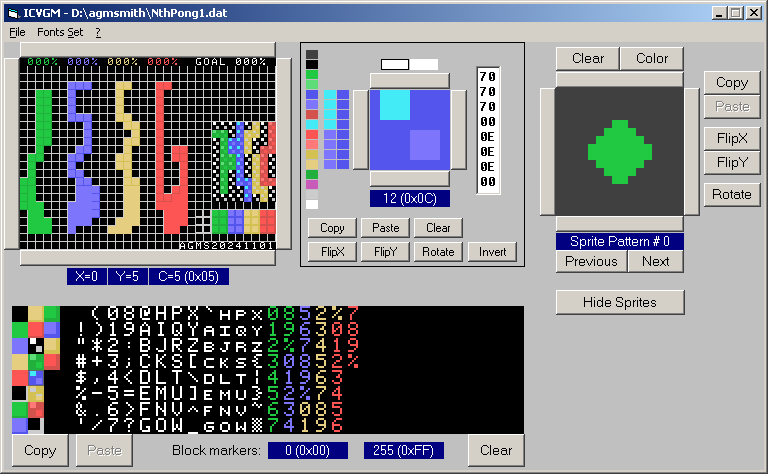 ICVGM - D:\agmsmith\NthPong1.dat
File Fonts Set ?
000% 000% 000% 000% GOAL 000%
AGMS20241101
X=0 Y=5 C=5 (0x05)
70
70
70
00
0E
0E
0E
00
12 (0x0C)
Copy Paste Clear
FlipX FlipY Rotate Invert
Clear Color
Sprite Pattern # 0
Previous Next
Hide Sprites
Copy
Paste
FlipX
FlipY
Rotate
(08@HPX`HPX0852%7
!)19AIQYAIQY196308
"*2:BJRZBJRZ2%7419
#+3;CKS[CKS{30852%
$,4<DLT\DLT|41963
%-5=EMU]EMU}52%74
&.6>FNV^FNV~63085
'/7?GOW_GOW▒74196
Copy Paste Block markers: 0 (0x00) 255 (0xFF) Clear